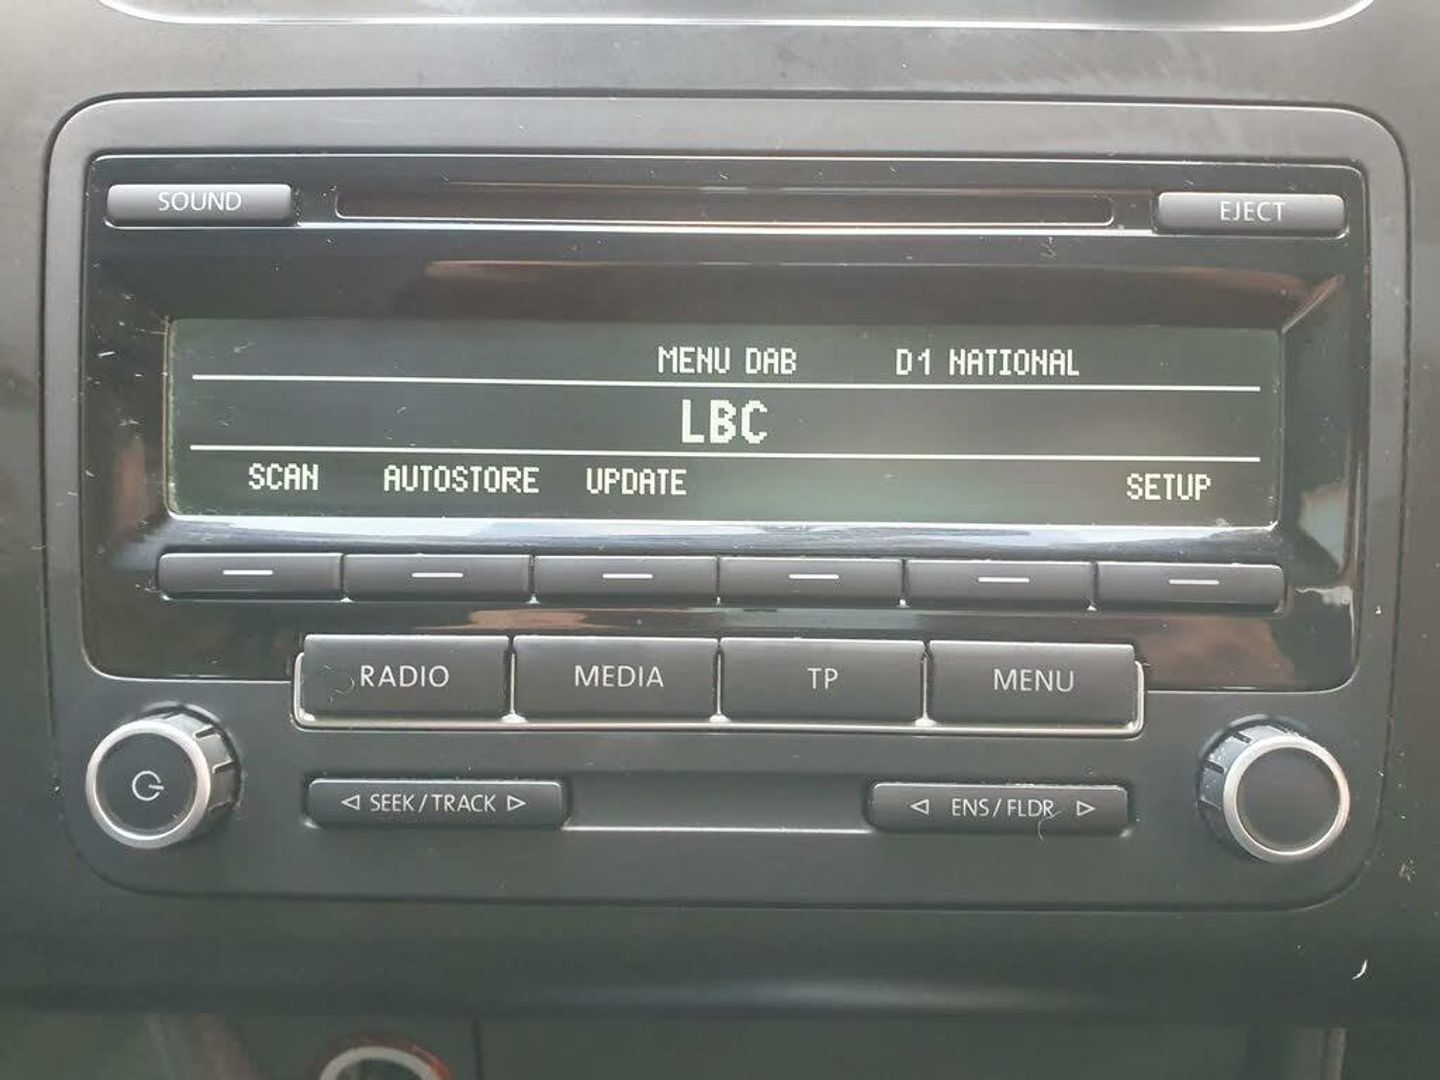 SOUND
EJECT
MENU DAB D1 NATIONAL
LBC
SCAN AUTOSTORE UPDATE SETUP
RADIO MEDIA TP MENU
SEEK/TRACK ENS/FLDR